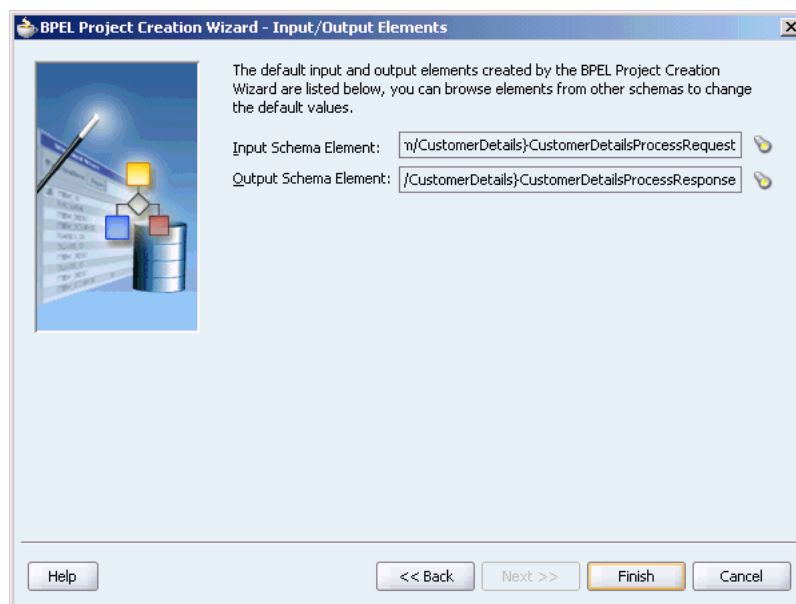 BPEL Project Creation Wizard - Input/Output Elements
The default input and output elements created by the BPEL Project Creation
Wizard are listed below, you can browse elements from other schemas to change
the default values.
Input Schema Element: n/CustomerDetails}CustomerDetailsProcessRequest
Output Schema Element: /CustomerDetails}CustomerDetailsProcessResponse
Help
<< Back
Next >>
Finish
Cancel